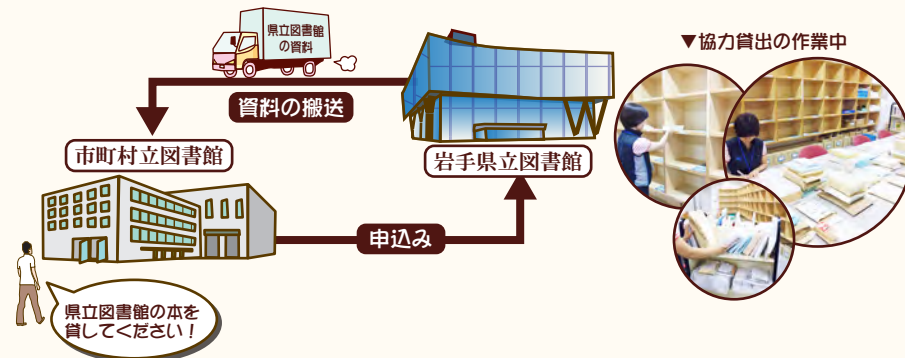 県立図書館
の資料
▼協力貸出の作業中
資料の搬送
市町村立図書館
岩手県立図書館
申込み
県立図書館の本を
貸してください！